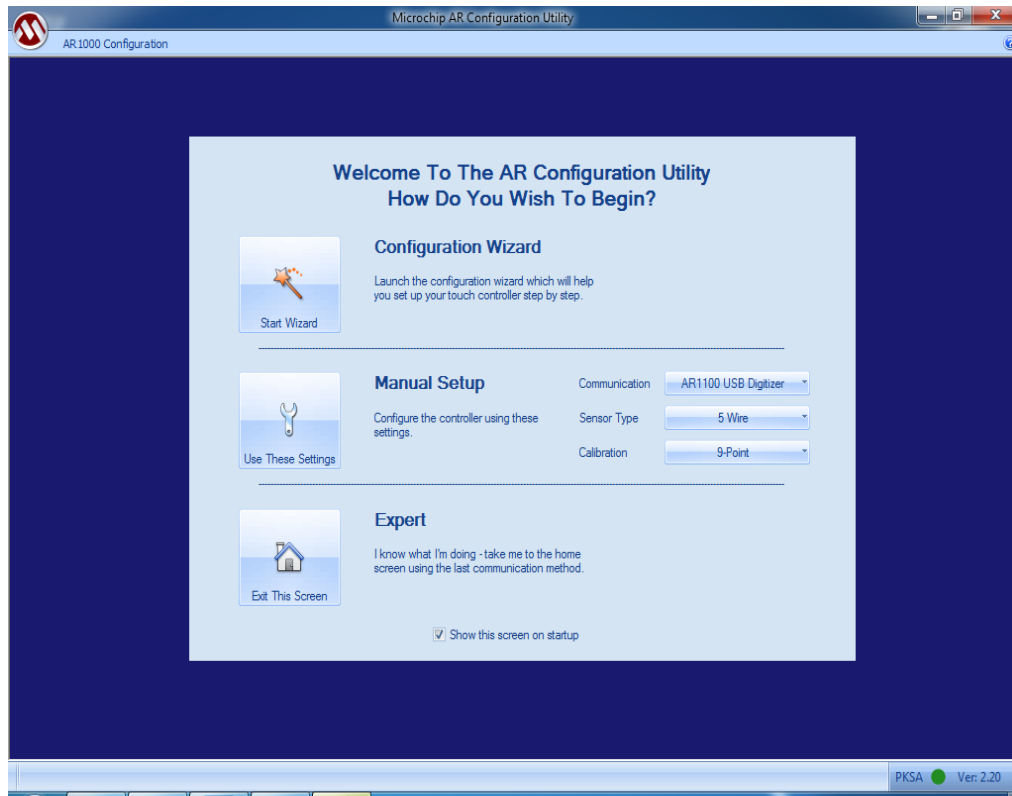 Microchip AR Configuration Utility
AR1000 Configuration
Welcome To The AR Configuration Utility
How Do You Wish To Begin?
Configuration Wizard
Launch the configuration wizard which will help
you set up your touch controller step by step.
Start Wizard
Manual Setup
Configure the controller using these
settings.
Use These Settings
Communication AR1100 USB Digitizer
Sensor Type 5 Wire
Calibration 9-Point
Expert
I know what I'm doing - take me to the home
screen using the last communication method.
Exit This Screen
Show this screen on startup
PKSA Ver: 2.20